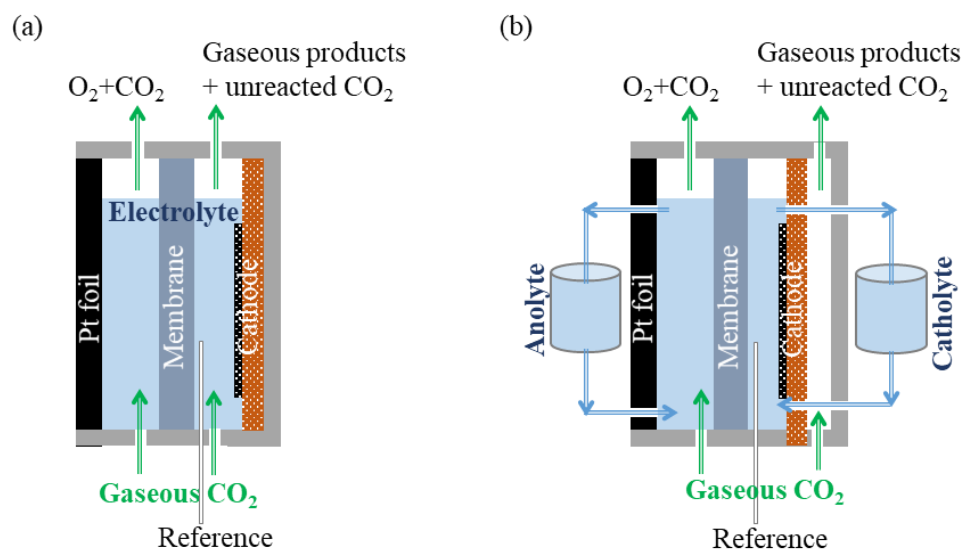 (a)
Gaseous products
O₂+CO₂
+ unreacted CO₂
Electrolyte
Pt foil
Membrane
Cathode
Gaseous CO₂
Reference
(b)
Gaseous products
O₂+CO₂
+ unreacted CO₂
Anolyte
Pt foil
Membrane
Cathode
Catholyte
Gaseous CO₂
Reference